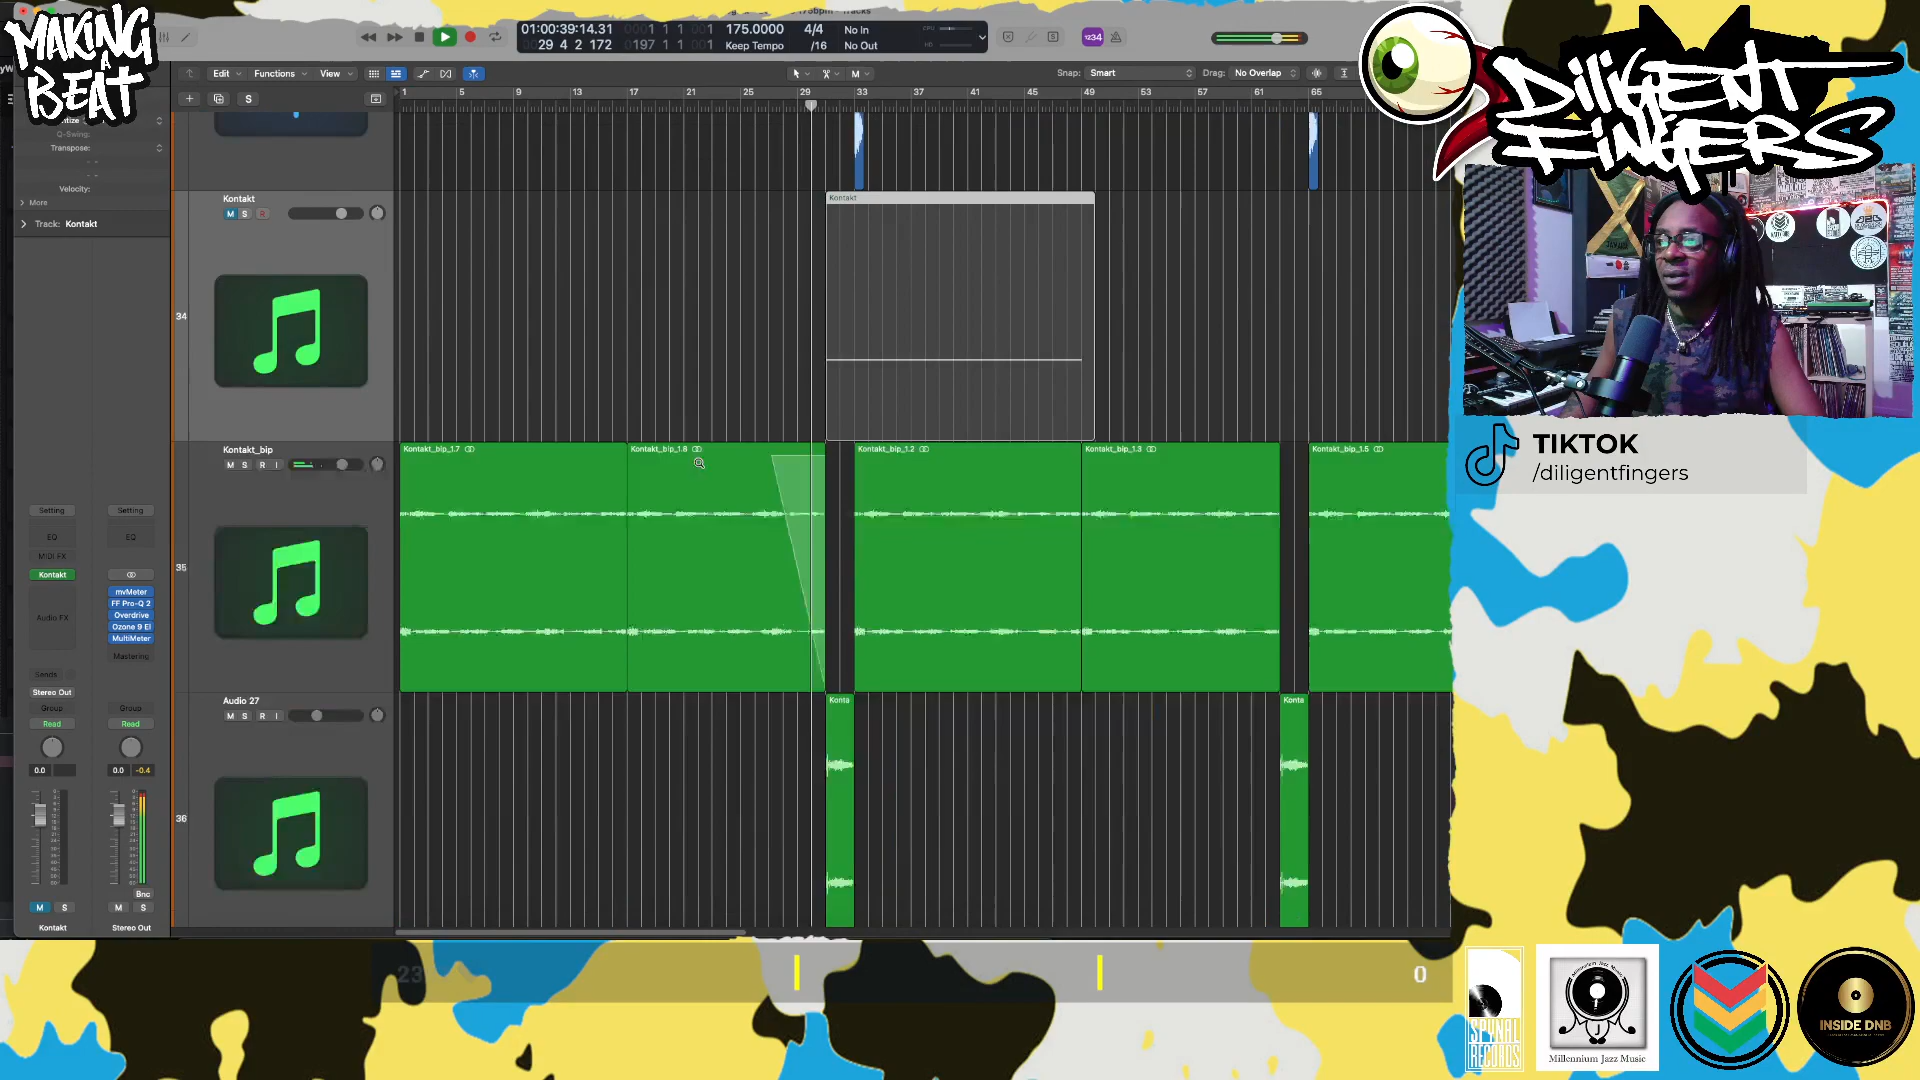 MAKING
A
BEAT
01:00:39:14.31
29 4 2 172
175.0000
Keep Tempo
4/4
/16
No In
No Out
1234
Edit
Functions
View
M
Snap: Smart
Drag: No Overlap
S
1 5 9 13 17 21 25 29 33 37 41 45 49 53 57 61 65
Q-Swing:
Transpose:
Velocity:
More
Track: Kontakt
Kontakt
M S R
34
Kontakt
Kontakt_bip
M S R I
35
Kontakt_bip_1.7
Kontakt_bip_1.8
Kontakt_bip_1.2
Kontakt_bip_1.3
Kontakt_bip_1.5
Audio 27
M S R I
36
Konta
Konta
Setting
Setting
EQ
EQ
MIDI FX
Kontakt
Audio FX
mvMeter
FF Pro-Q 2
Overdrive
Ozone 9 El
MultiMeter
Mastering
Sends
Stereo Out
Group
Group
Read
Read
0.0
0.0 -0.4
Bnc
M S
M S
Kontakt
Stereo Out
DILIGENT
FINGERS
TIKTOK
/diligentfingers
23
0
SPYNAL
RECORDS
Millennium Jazz Music
INSIDE DNB